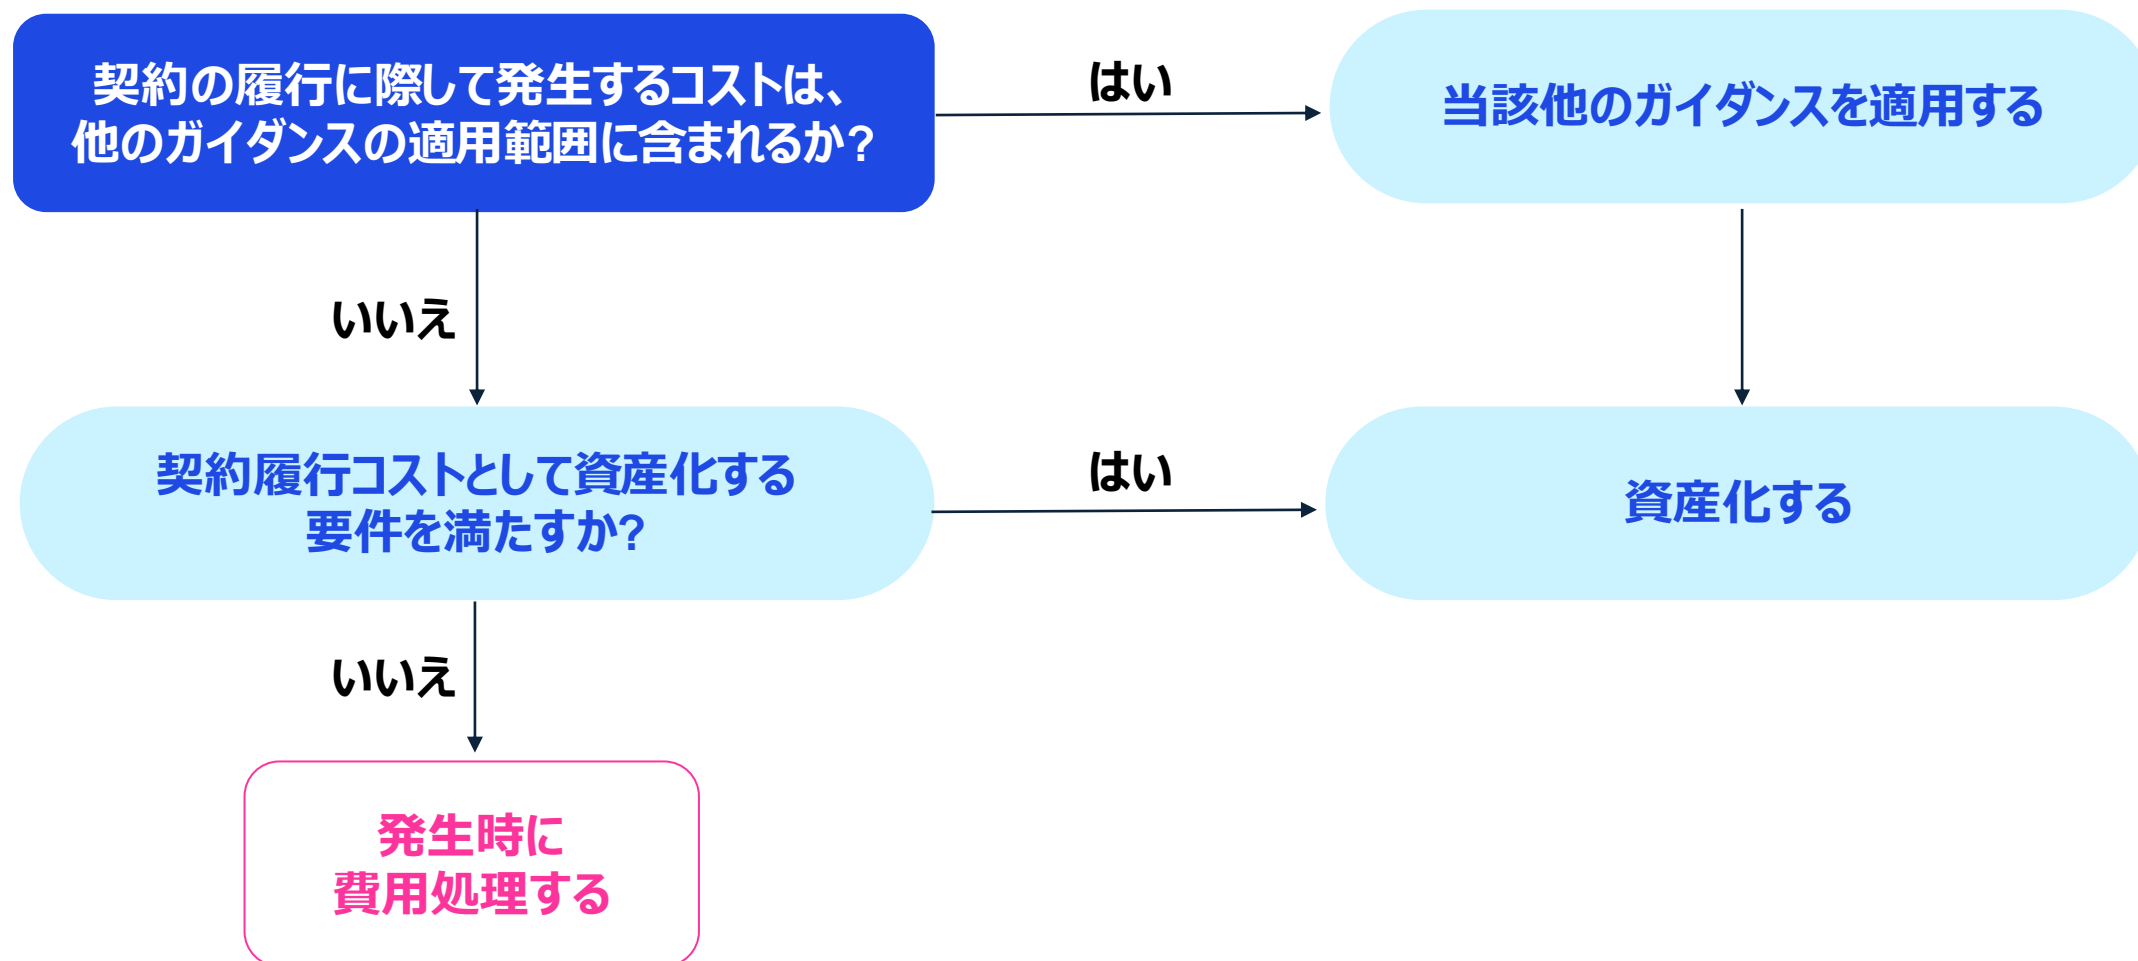 契約の履行に際して発生するコストは、
他のガイダンスの適用範囲に含まれるか?
はい
当該他のガイダンスを適用する
いいえ
契約履行コストとして資産化する
要件を満たすか?
はい
資産化する
いいえ
発生時に
費用処理する